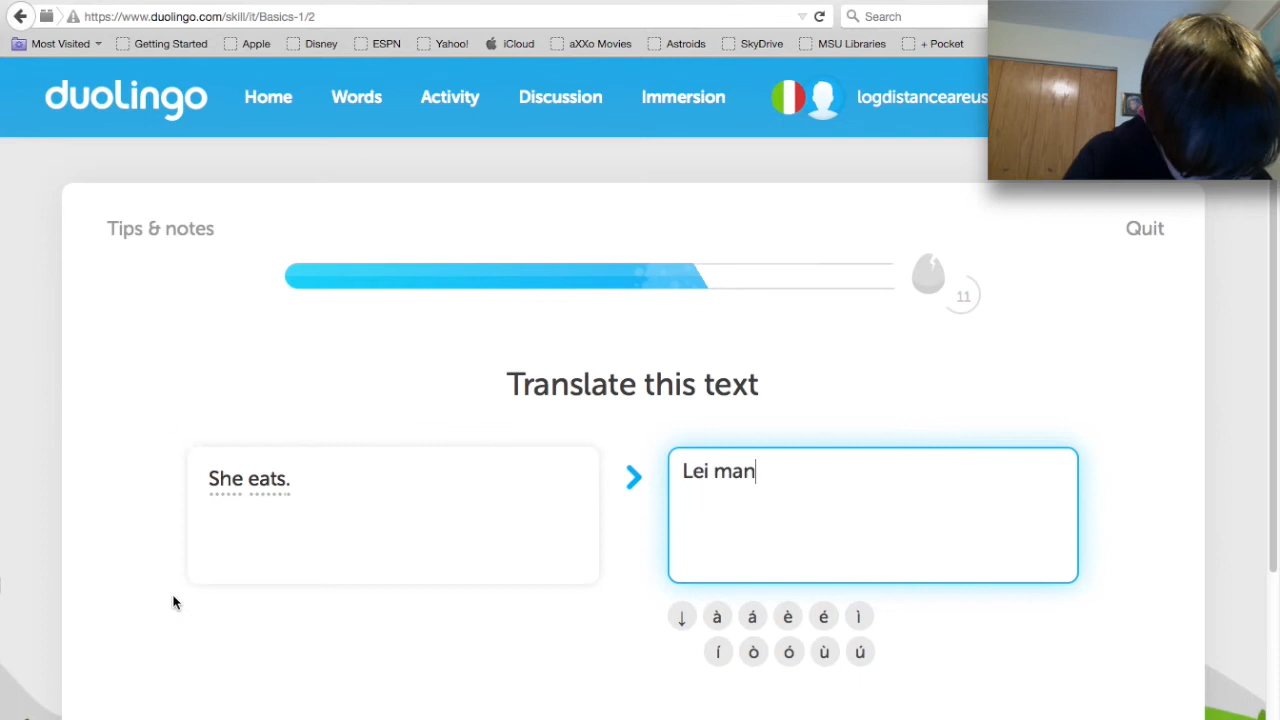 https://www.duolingo.com/skill/it/Basics-1/2
Search
Most Visited
Getting Started
Apple
Disney
ESPN
Yahoo!
iCloud
aXXo Movies
Astroids
SkyDrive
MSU Libraries
+ Pocket
duolingo
Home
Words
Activity
Discussion
Immersion
logdistanceareus
Tips & notes
Quit
11
Translate this text
She eats.
Lei man
↓ à á è é ì
í ò ó ù ú